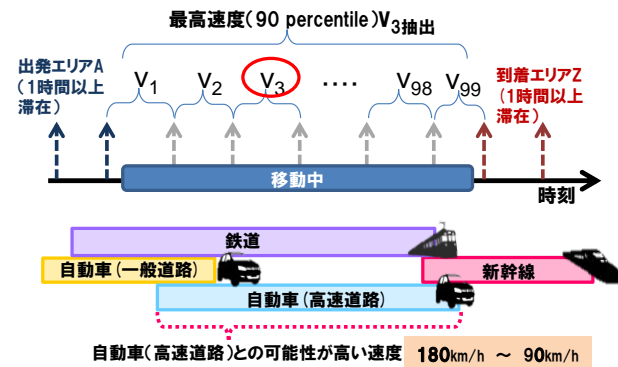 最高速度(90 percentile)V3抽出
出発エリアA
(1時間以上
滞在)
V1 V2 V3 ‥‥ V98 V99
到着エリアZ
(1時間以上
滞在)
移動中
時刻
鉄道
自動車(一般道路)
新幹線
自動車(高速道路)
自動車(高速道路)との可能性が高い速度 180km/h ～ 90km/h